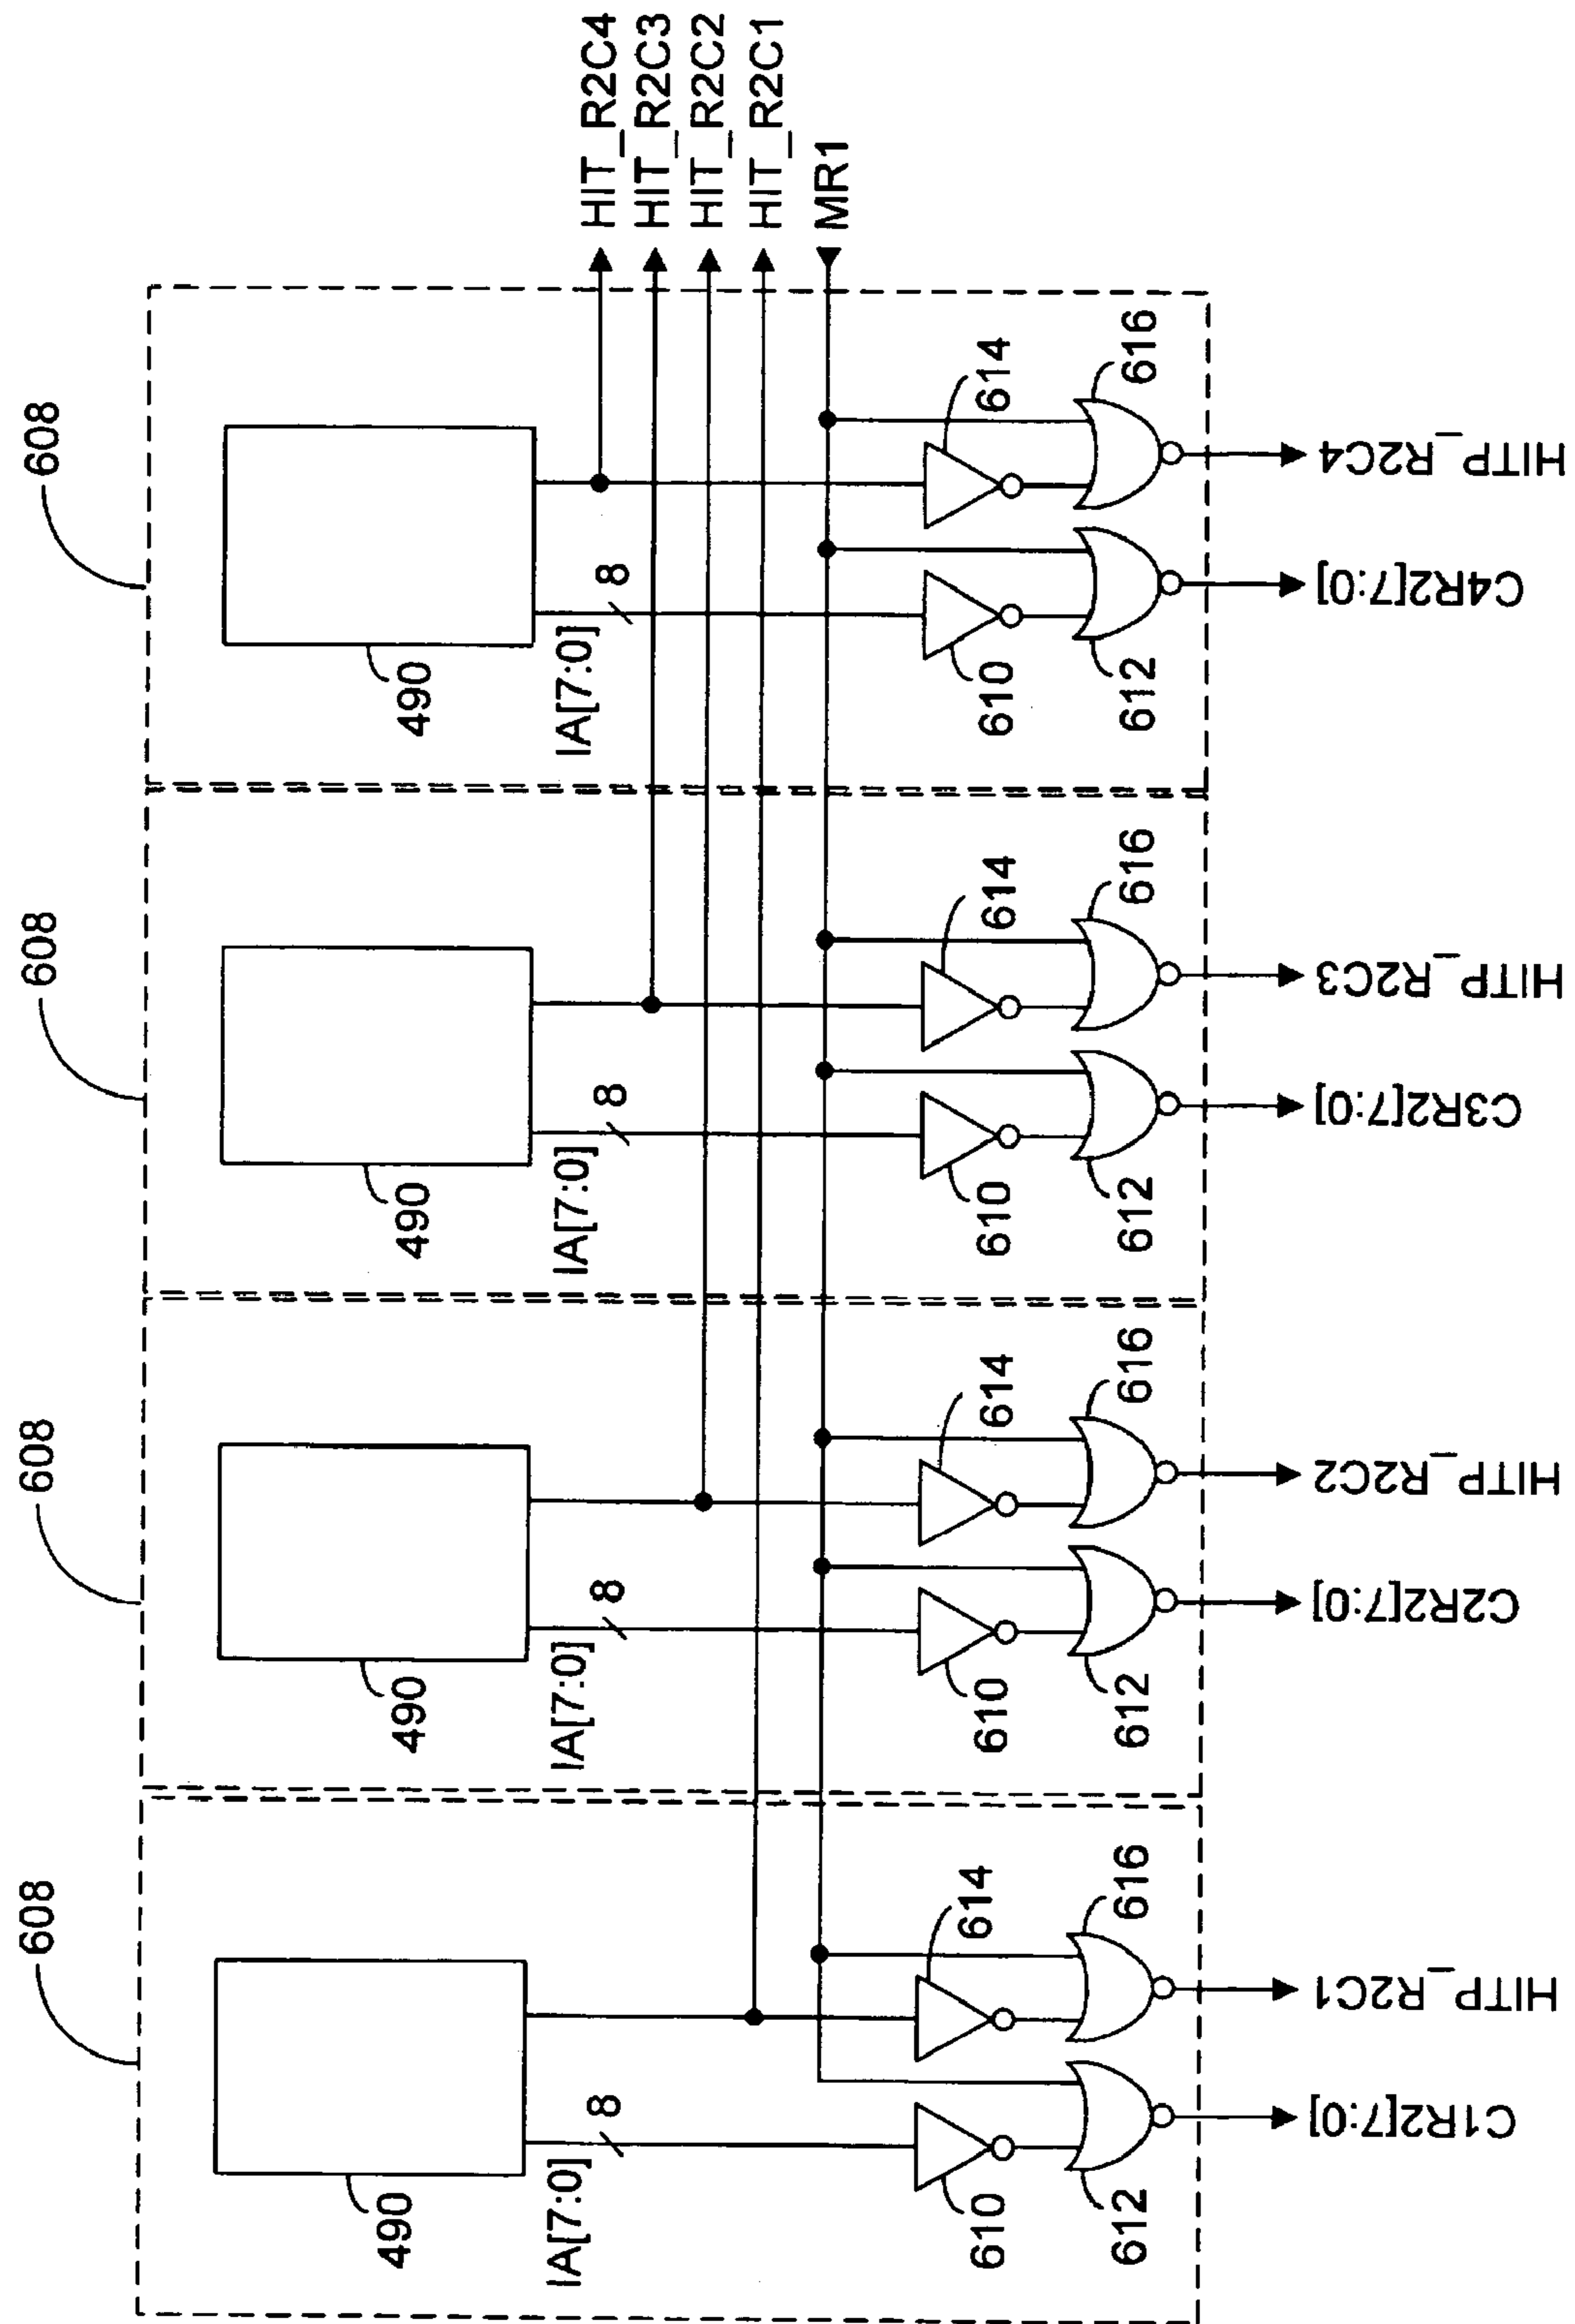 608
608
608
608
HIT_R2C4
HIT_R2C3
HIT_R2C2
HIT_R2C1
MR1
490
IA[7:0]
8
610
612
614
616
C1R2[7:0]
HITP_R2C1
490
IA[7:0]
8
610
612
614
616
C2R2[7:0]
HITP_R2C2
490
IA[7:0]
8
610
612
614
616
C3R2[7:0]
HITP_R2C3
490
IA[7:0]
8
610
612
614
616
C4R2[7:0]
HITP_R2C4